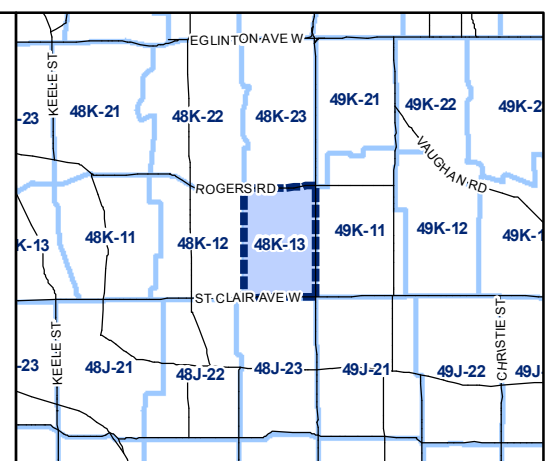 EGLINTON AVE W
KEELE ST
-23
48K-21
48K-22
48K-23
49K-21
49K-22
49K-2
VAUGHAN RD
ROGERS RD
K-13
48K-11
48K-12
48K-13
49K-11
49K-12
49K-1
ST CLAIR AVE W
KEELE ST
CHRISTIE ST
-23
48J-21
48J-22
48J-23
49J-21
49J-22
49J-